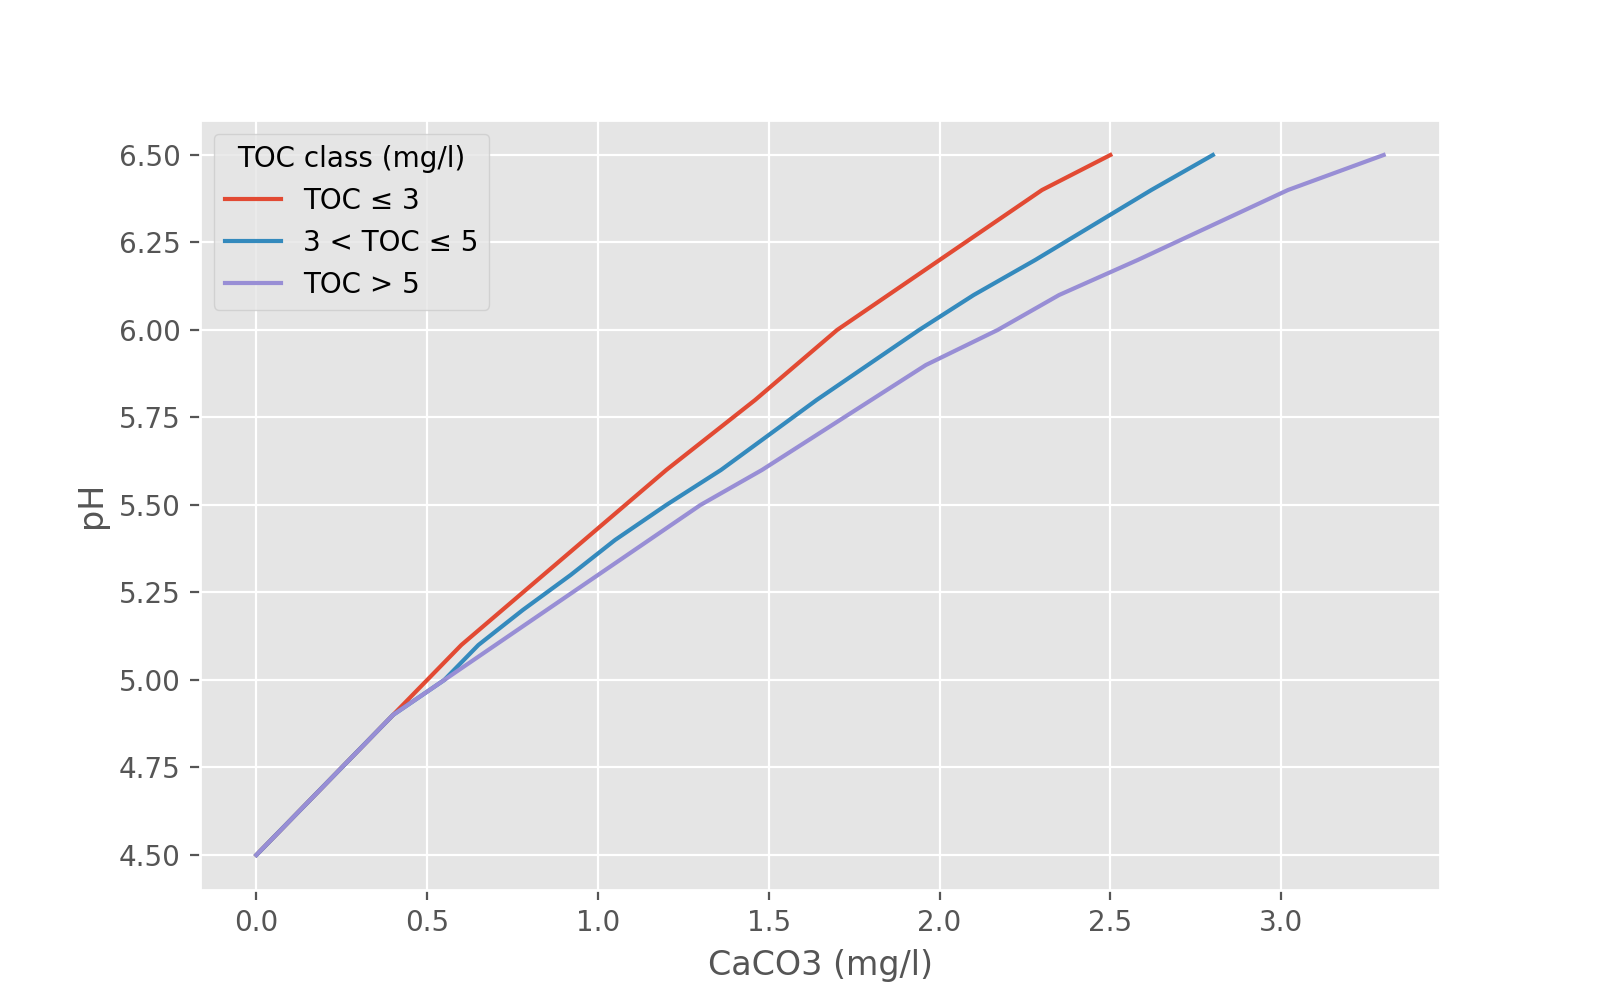 TOC class (mg/l)
TOC ≤ 3
3 < TOC ≤ 5
TOC > 5
6.50
6.25
6.00
5.75
5.50
5.25
5.00
4.75
4.50
pH
0.0 0.5 1.0 1.5 2.0 2.5 3.0
CaCO3 (mg/l)